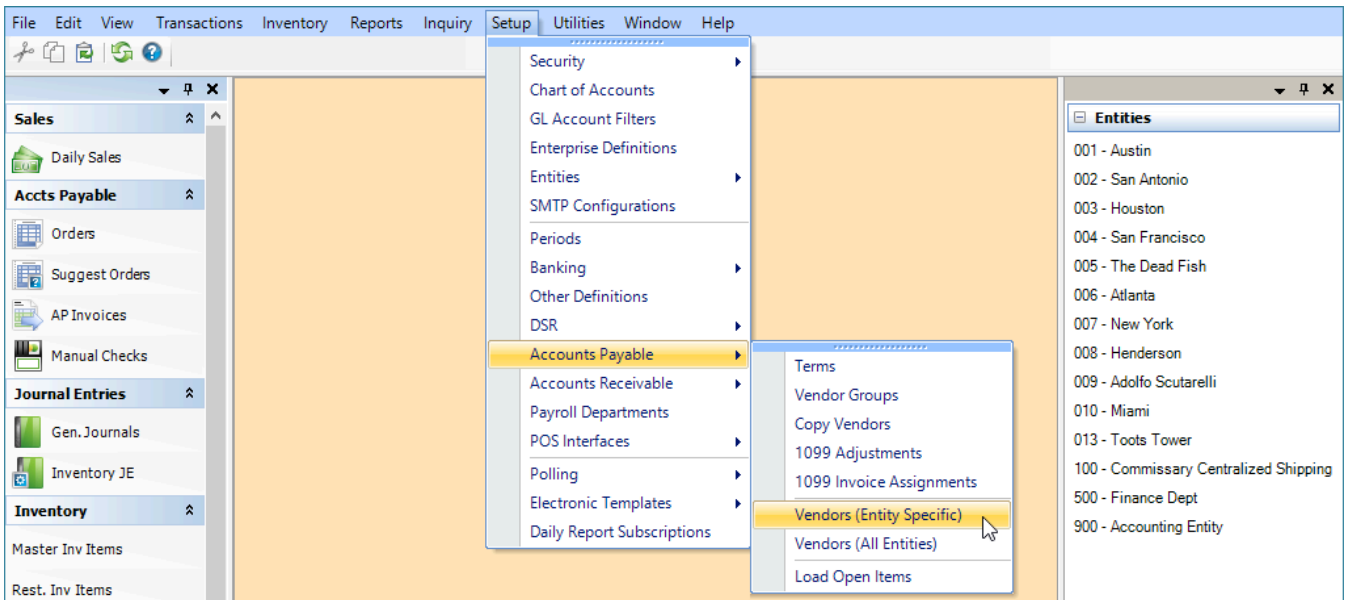 File Edit View Transactions Inventory Reports Inquiry Setup Utilities Window Help
Sales
Daily Sales
Accts Payable
Orders
Suggest Orders
AP Invoices
Manual Checks
Journal Entries
Gen. Journals
Inventory JE
Inventory
Master Inv Items
Rest. Inv Items
Security
Chart of Accounts
GL Account Filters
Enterprise Definitions
Entities
SMTP Configurations
Periods
Banking
Other Definitions
DSR
Accounts Payable
Accounts Receivable
Payroll Departments
POS Interfaces
Polling
Electronic Templates
Daily Report Subscriptions
Terms
Vendor Groups
Copy Vendors
1099 Adjustments
1099 Invoice Assignments
Vendors (Entity Specific)
Vendors (All Entities)
Load Open Items
Entities
001 - Austin
002 - San Antonio
003 - Houston
004 - San Francisco
005 - The Dead Fish
006 - Atlanta
007 - New York
008 - Henderson
009 - Adolfo Scutarelli
010 - Miami
013 - Toots Tower
100 - Commissary Centralized Shipping
500 - Finance Dept
900 - Accounting Entity